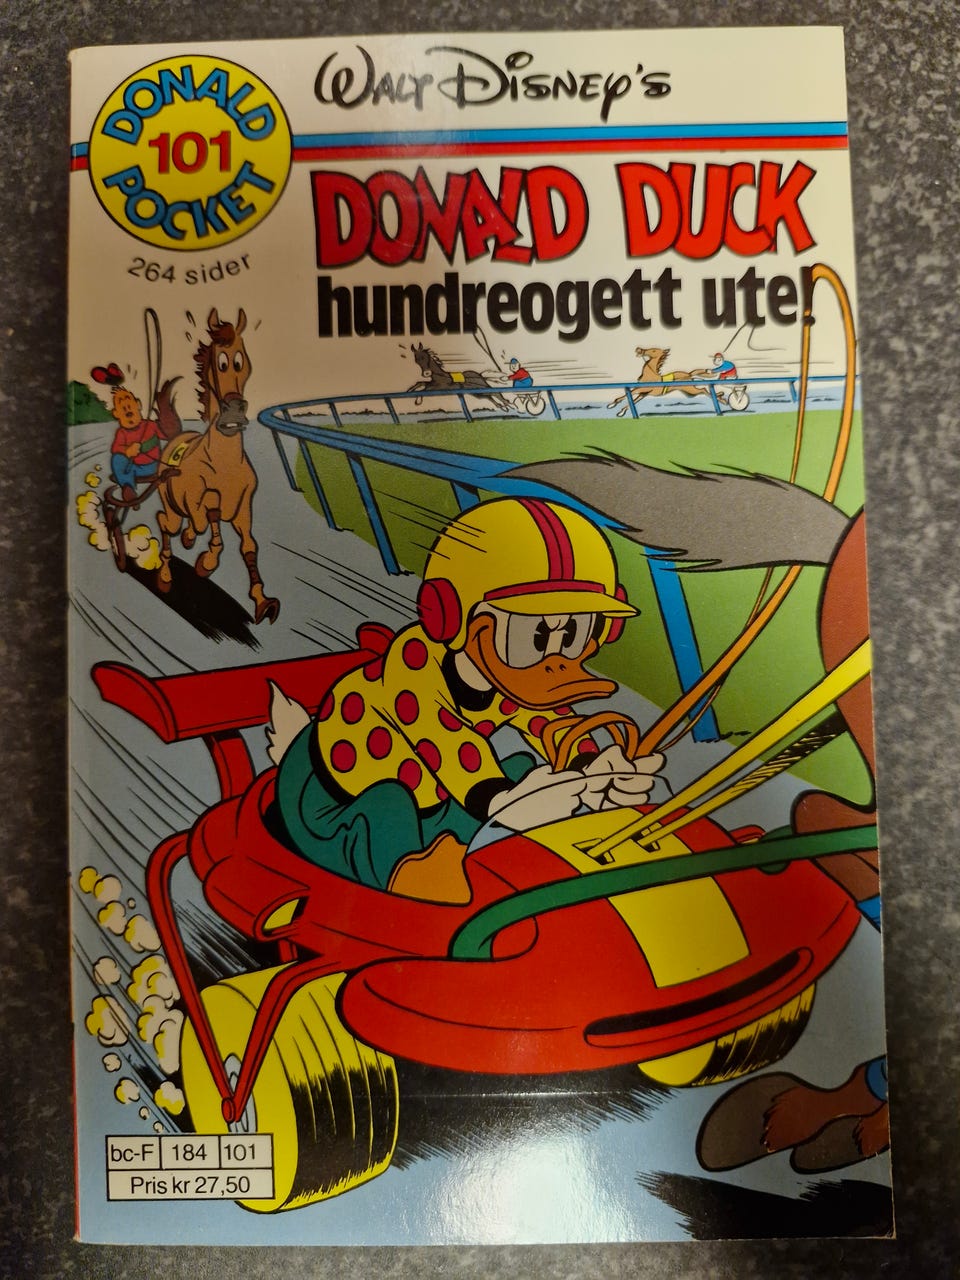 Walt Disney's
DONALD
101
POCKET
264 sider
DONALD DUCK
hundreogett ute!
6
bc-F 184 101
Pris kr 27,50